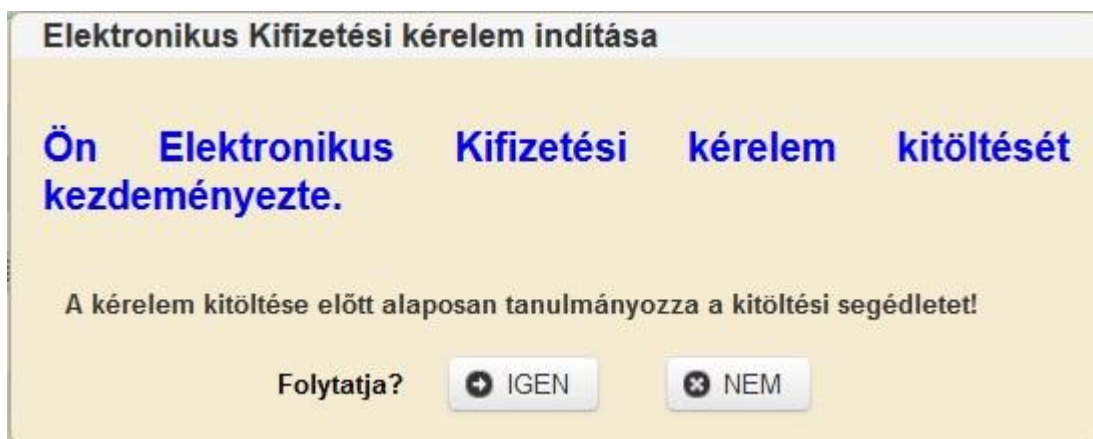 Elektronikus Kifizetési kérelem indítása
Ön Elektronikus Kifizetési kérelem kitöltését
kezdeményezte.
A kérelem kitöltése előtt alaposan tanulmányozza a kitöltési segédletet!
Folytatja? IGEN NEM